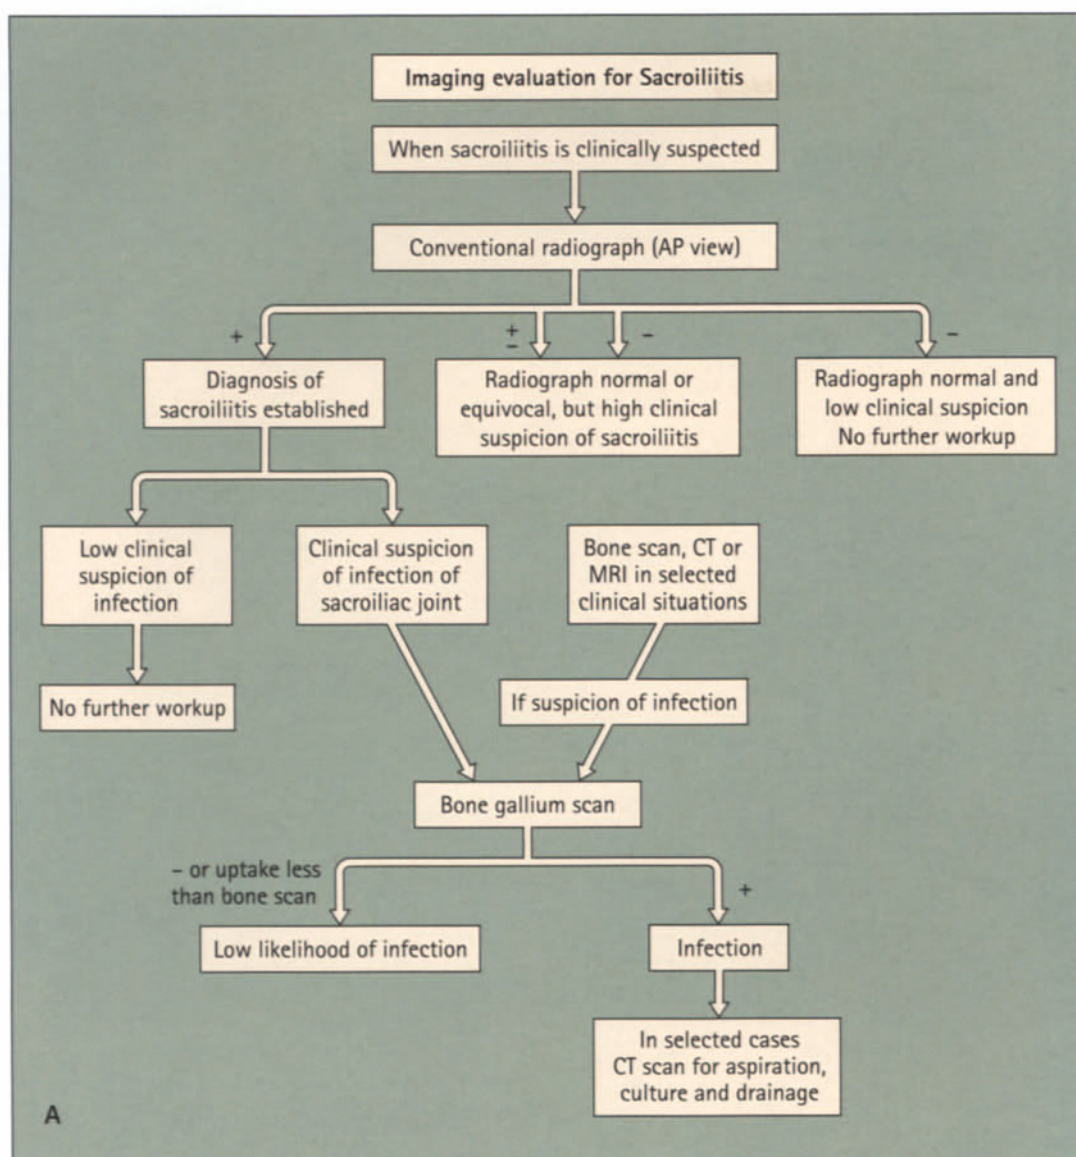 Imaging evaluation for Sacroiliitis
When sacroiliitis is clinically suspected
Conventional radiograph (AP view)
+
+
−
−
−
Diagnosis of
sacroiliitis established
Radiograph normal or
equivocal, but high clinical
suspicion of sacroiliitis
Radiograph normal and
low clinical suspicion
No further workup
Low clinical
suspicion of
infection
Clinical suspicion
of infection of
sacroiliac joint
Bone scan, CT or
MRI in selected
clinical situations
No further workup
If suspicion of infection
Bone gallium scan
– or uptake less
than bone scan
+
Low likelihood of infection
Infection
In selected cases
CT scan for aspiration,
culture and drainage
A